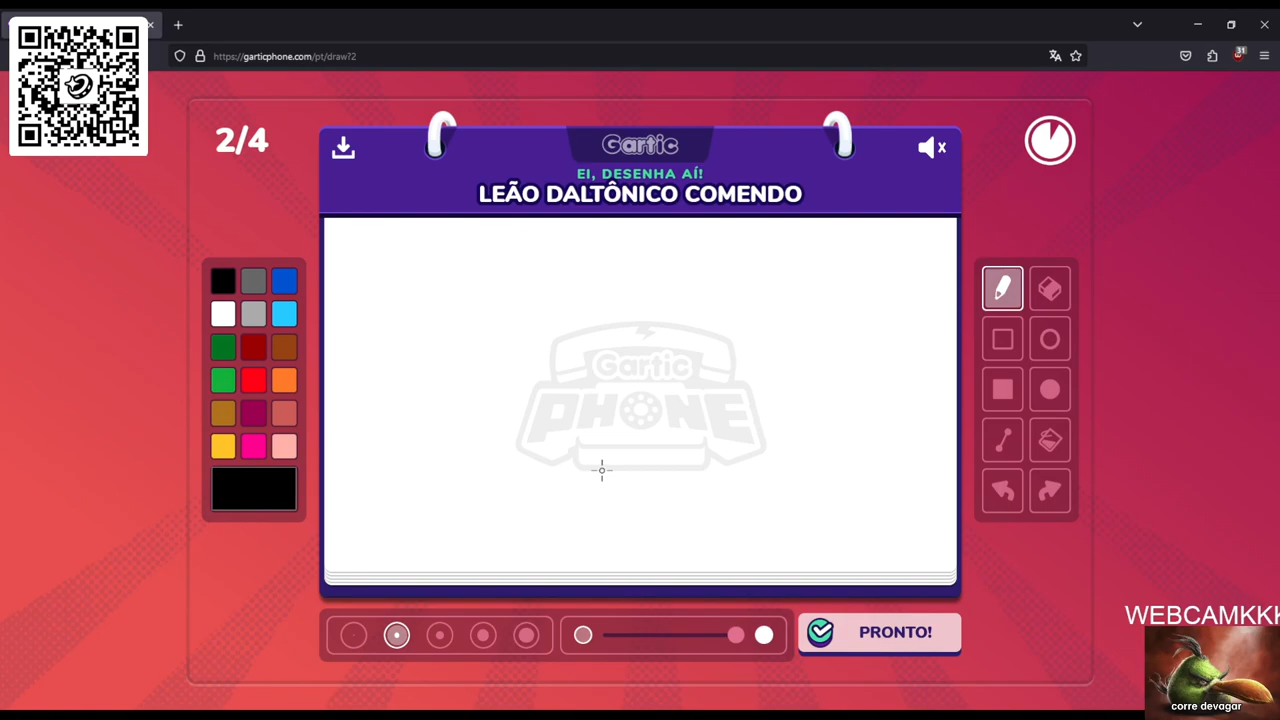 https://garticphone.com/pt/draw?2
31
2/4
Gartic
EI, DESENHA AÍ!
LEÃO DALTÔNICO COMENDO
Gartic
PHONE
PRONTO!
WEBCAMKKK
corre devagar